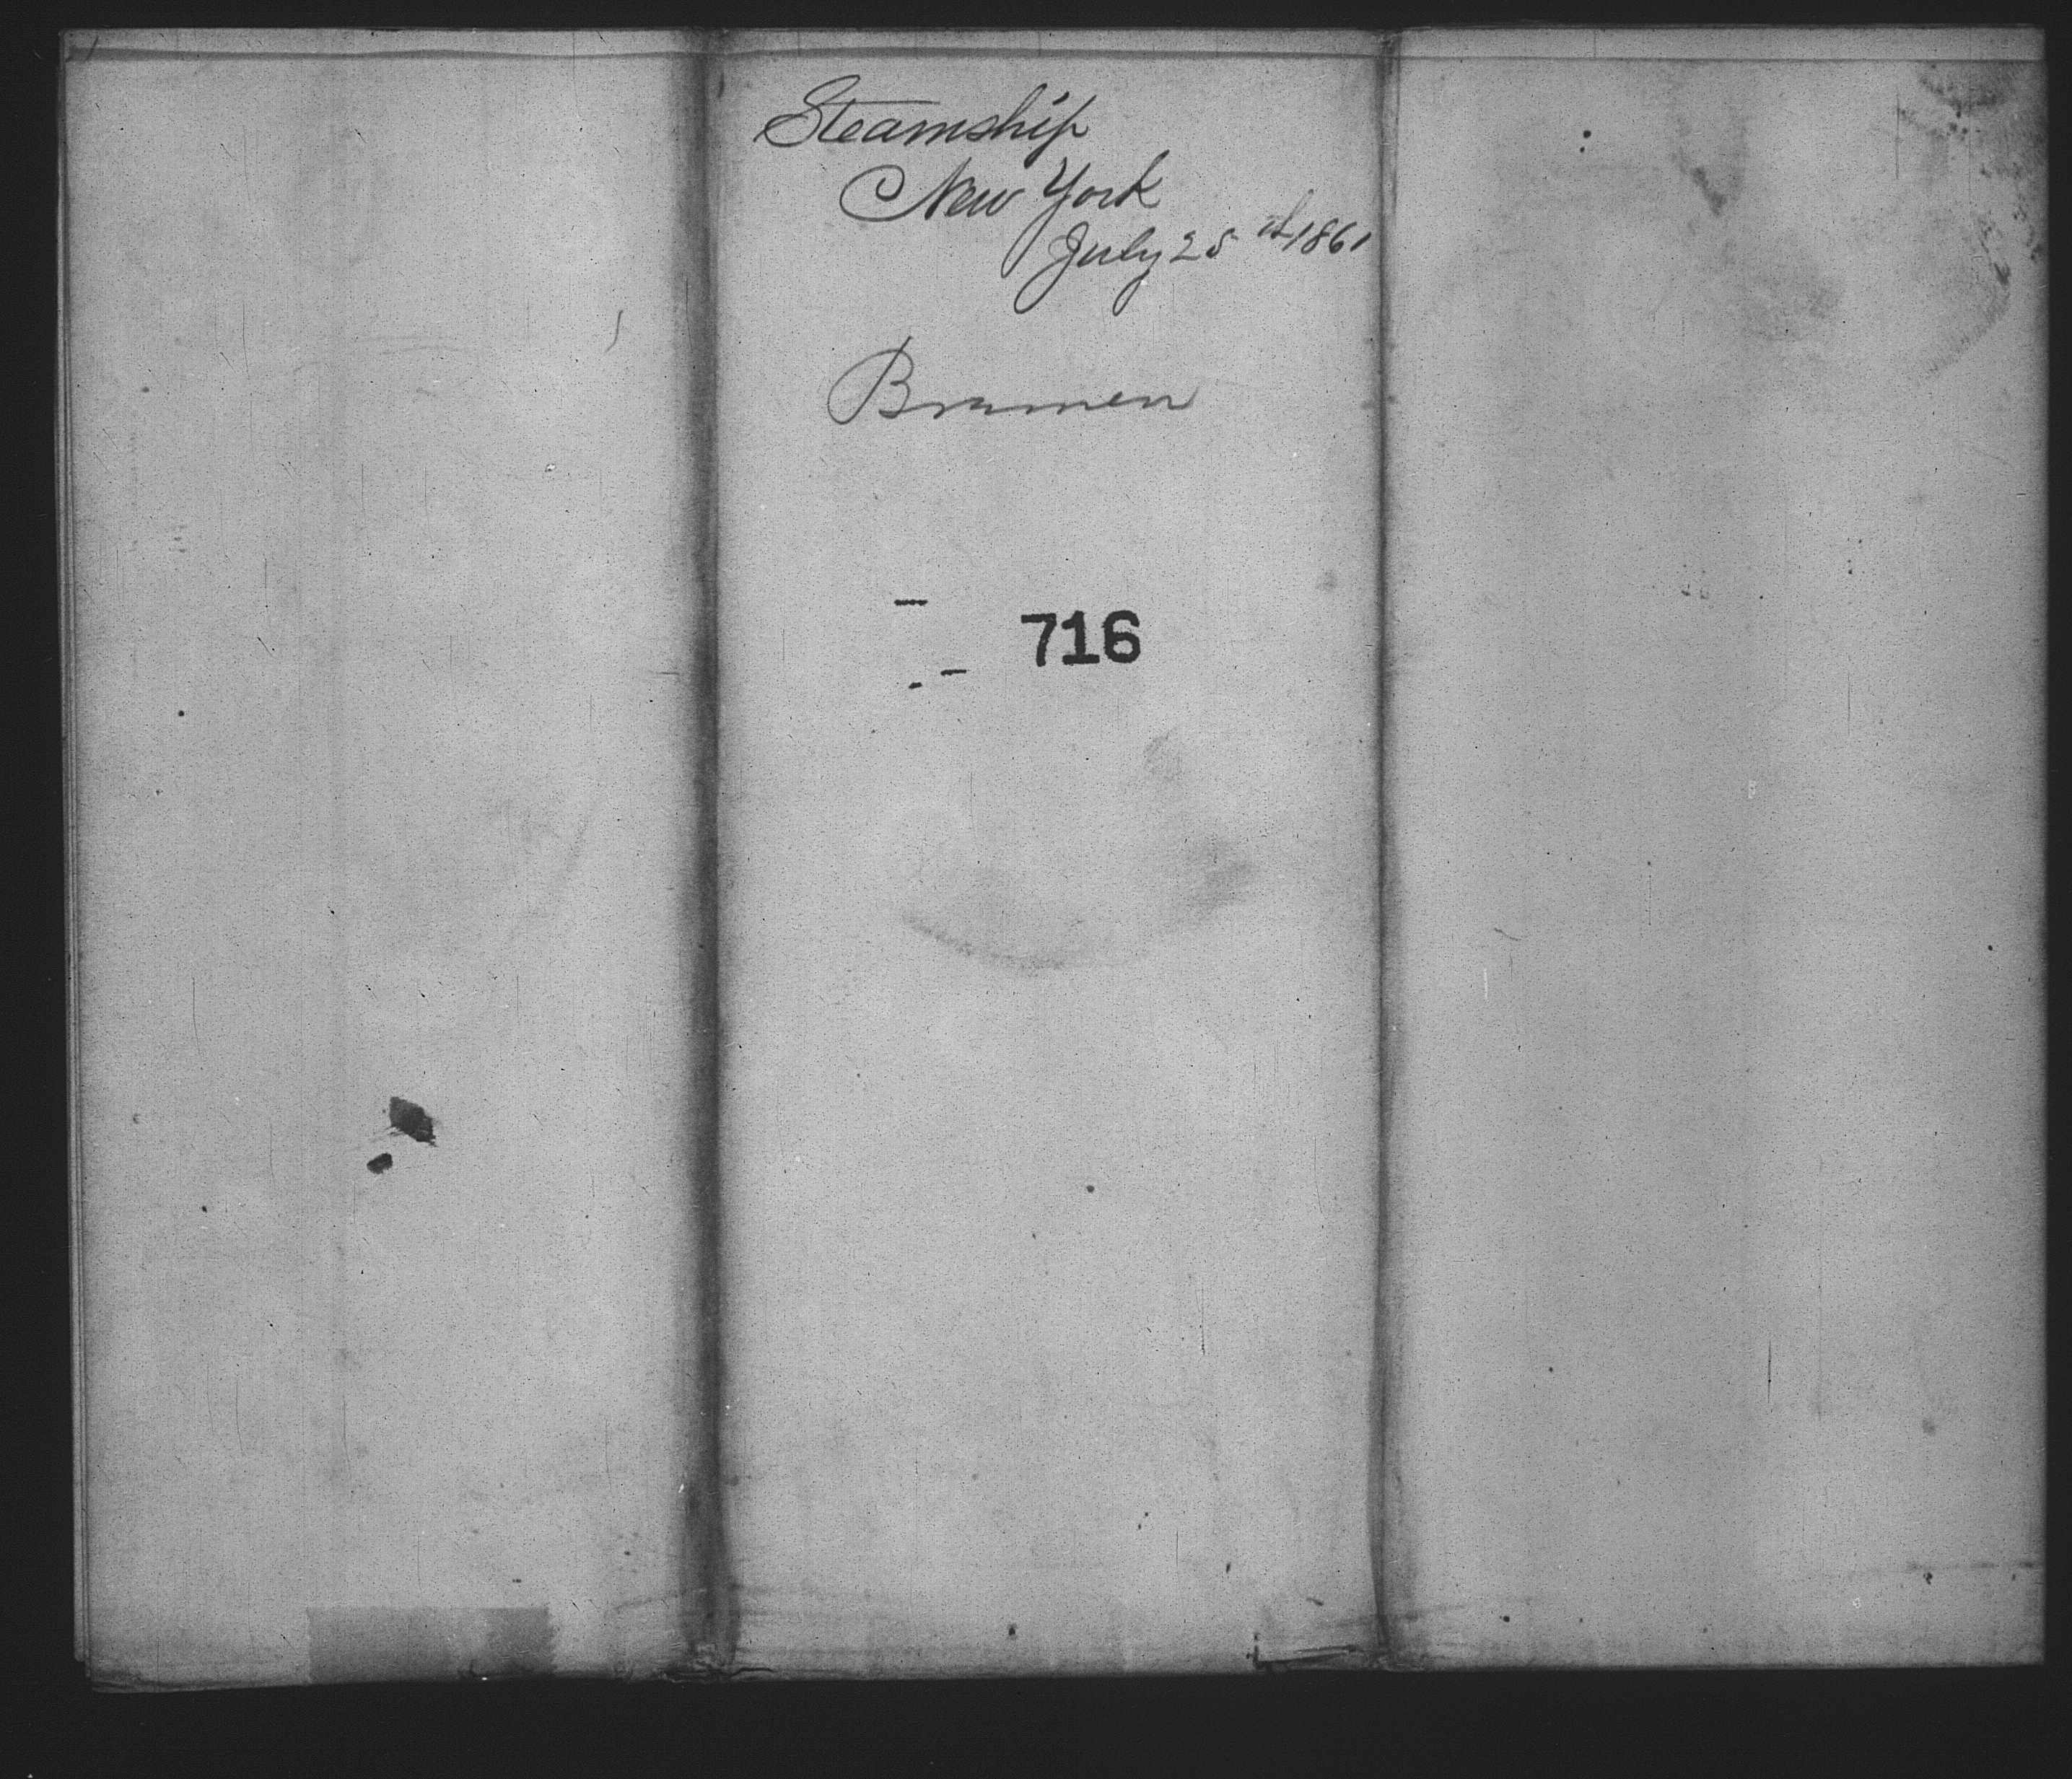 Steamship
New York
July 25th 1861
Bremen
716